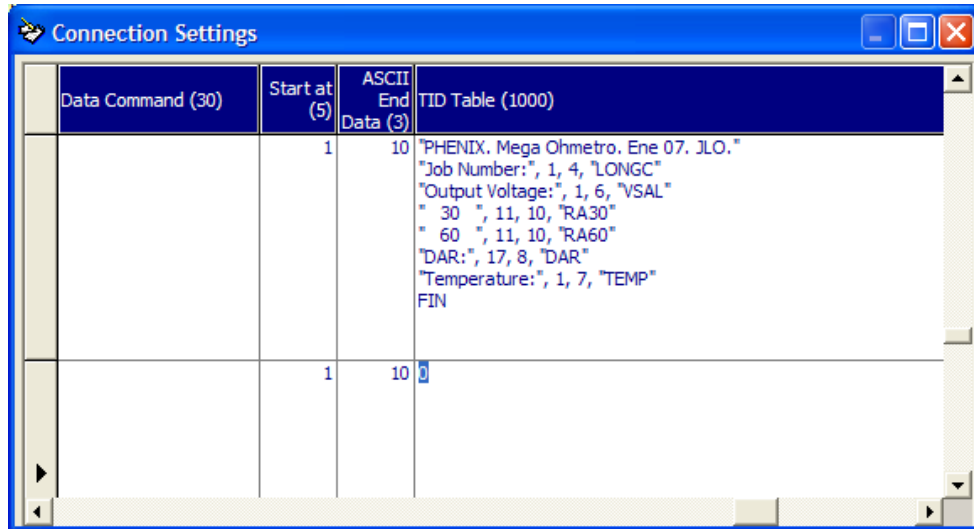 Connection Settings
Data Command (30)
Start at
(5)
ASCII
End
Data (3)
TID Table (1000)
1
10
"PHENIX. Mega Ohmetro. Ene 07. JLO."
"Job Number:", 1, 4, "LONGC"
"Output Voltage:", 1, 6, "VSAL"
"   30   ", 11, 10, "RA30"
"   60   ", 11, 10, "RA60"
"DAR:", 17, 8, "DAR"
"Temperature:", 1, 7, "TEMP"
FIN
1
10
0